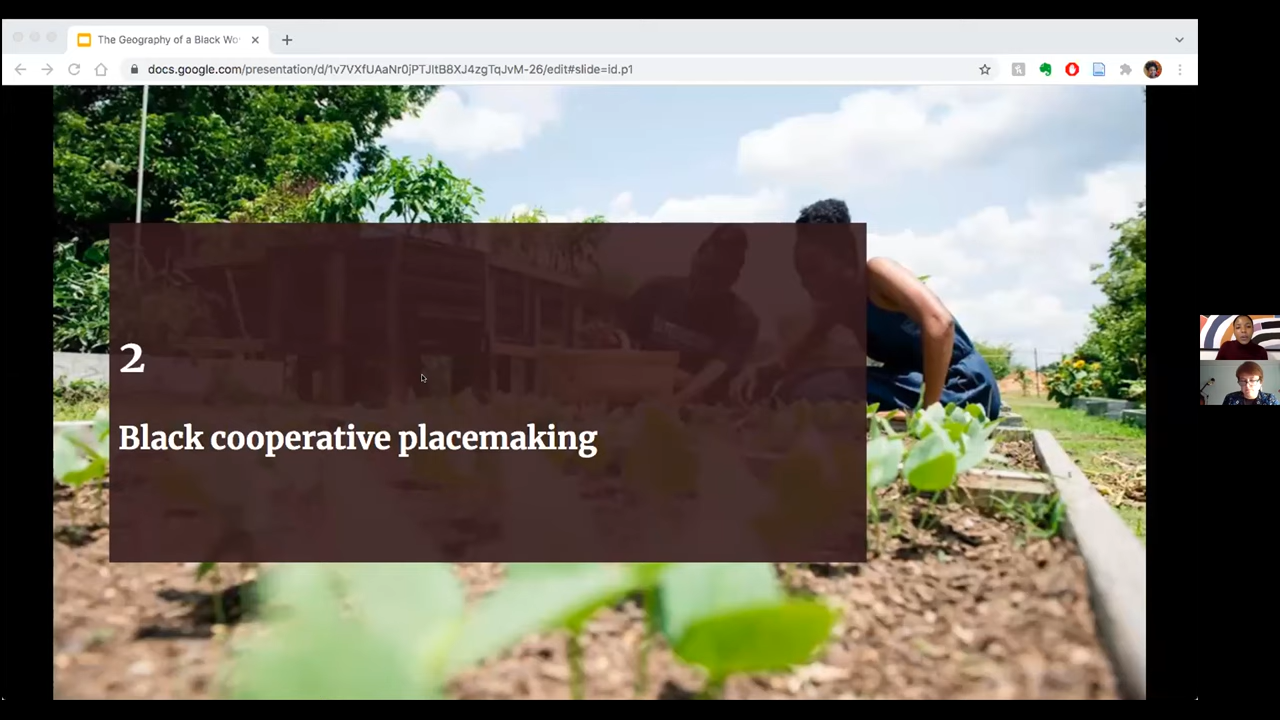 The Geography of a Black Wo
docs.google.com/presentation/d/1v7VXfUAaNr0jPTJItB8XJ4zgTqJvM-26/edit#slide=id.p1
2
Black cooperative placemaking